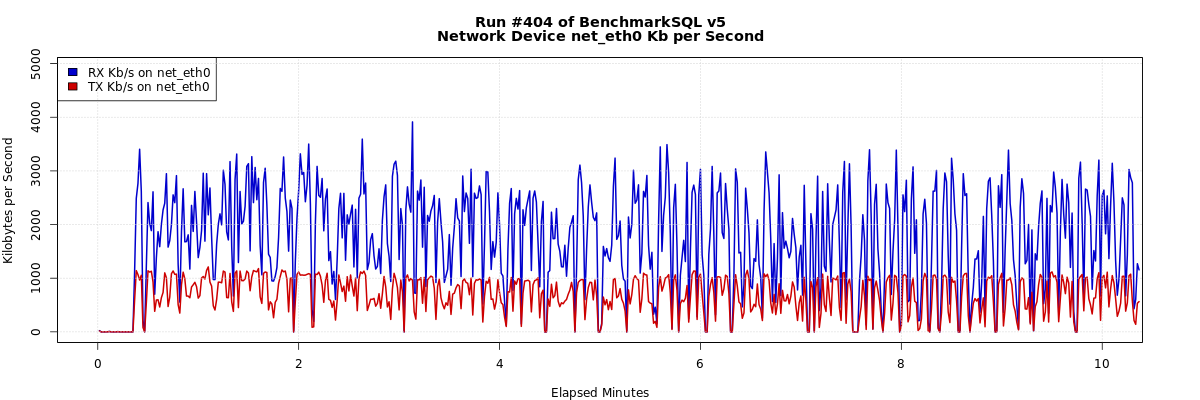 Run #404 of BenchmarkSQL v5
Network Device net_eth0 Kb per Second
RX Kb/s on net_eth0
TX Kb/s on net_eth0
Kilobytes per Second
5000
4000
3000
2000
1000
0
0 2 4 6 8 10
Elapsed Minutes